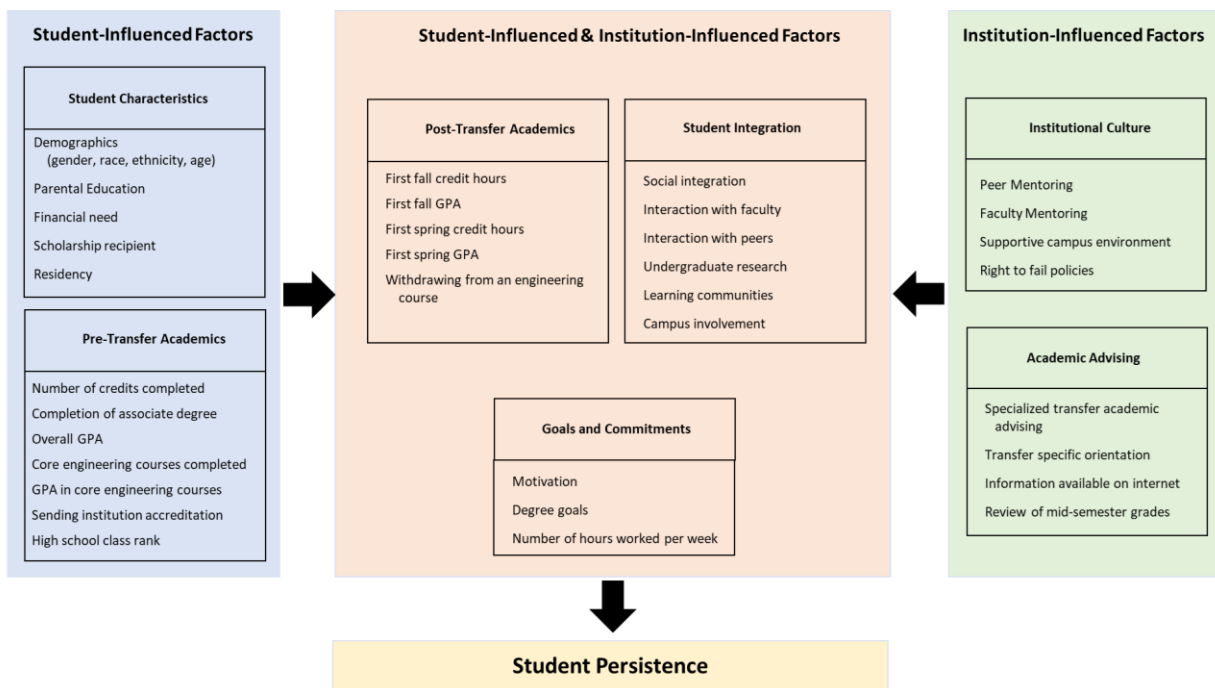 Student-Influenced Factors
Student Characteristics
Demographics
(gender, race, ethnicity, age)
Parental Education
Financial need
Scholarship recipient
Residency
Pre-Transfer Academics
Number of credits completed
Completion of associate degree
Overall GPA
Core engineering courses completed
GPA in core engineering courses
Sending institution accreditation
High school class rank
Student-Influenced & Institution-Influenced Factors
Post-Transfer Academics
First fall credit hours
First fall GPA
First spring credit hours
First spring GPA
Withdrawing from an engineering
course
Student Integration
Social integration
Interaction with faculty
Interaction with peers
Undergraduate research
Learning communities
Campus involvement
Goals and Commitments
Motivation
Degree goals
Number of hours worked per week
Institution-Influenced Factors
Institutional Culture
Peer Mentoring
Faculty Mentoring
Supportive campus environment
Right to fail policies
Academic Advising
Specialized transfer academic
advising
Transfer specific orientation
Information available on internet
Review of mid-semester grades
Student Persistence